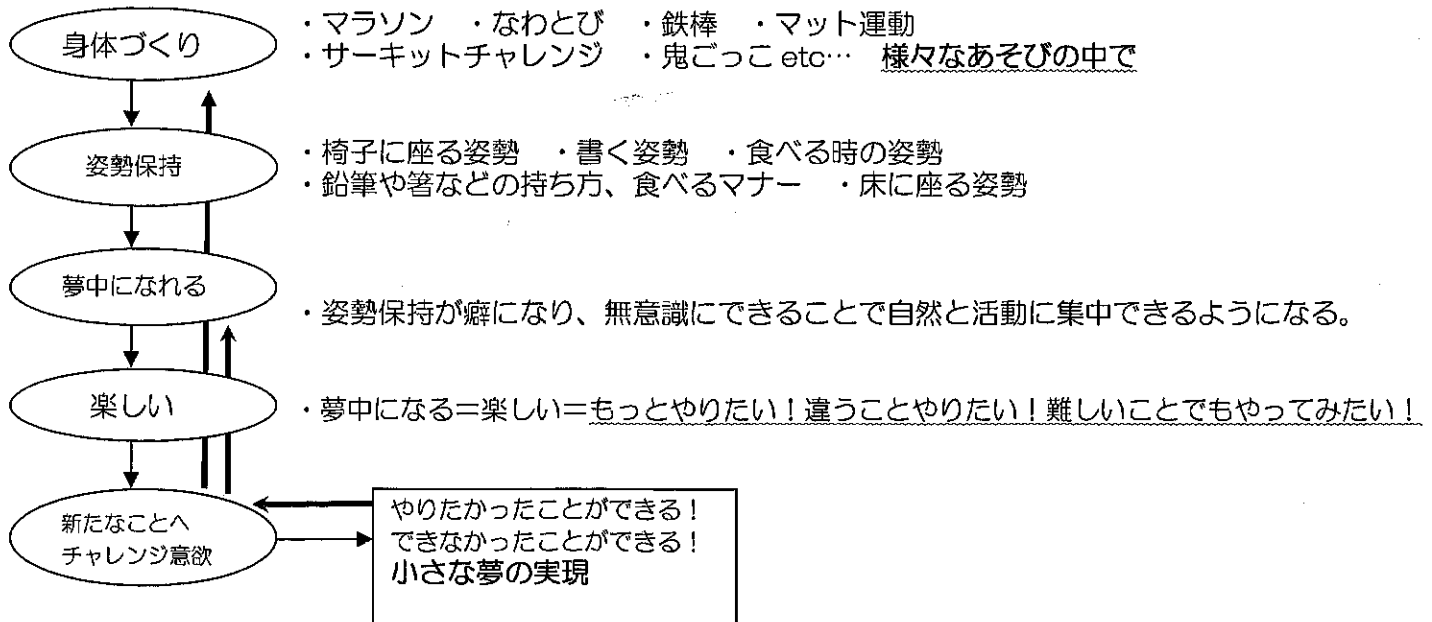 身体づくり
・マラソン ・なわとび ・鉄棒 ・マット運動
・サーキットチャレンジ ・鬼ごっこ etc… 様々なあそびの中で
姿勢保持
・椅子に座る姿勢 ・書く姿勢 ・食べる時の姿勢
・鉛筆や箸などの持ち方、食べるマナー ・床に座る姿勢
夢中になれる
・姿勢保持が癖になり、無意識にできることで自然と活動に集中できるようになる。
楽しい
・夢中になる＝楽しい＝もっとやりたい！違うことやりたい！難しいことでもやってみたい！
新たなことへ
チャレンジ意欲
やりたかったことができる！
できなかったことができる！
小さな夢の実現